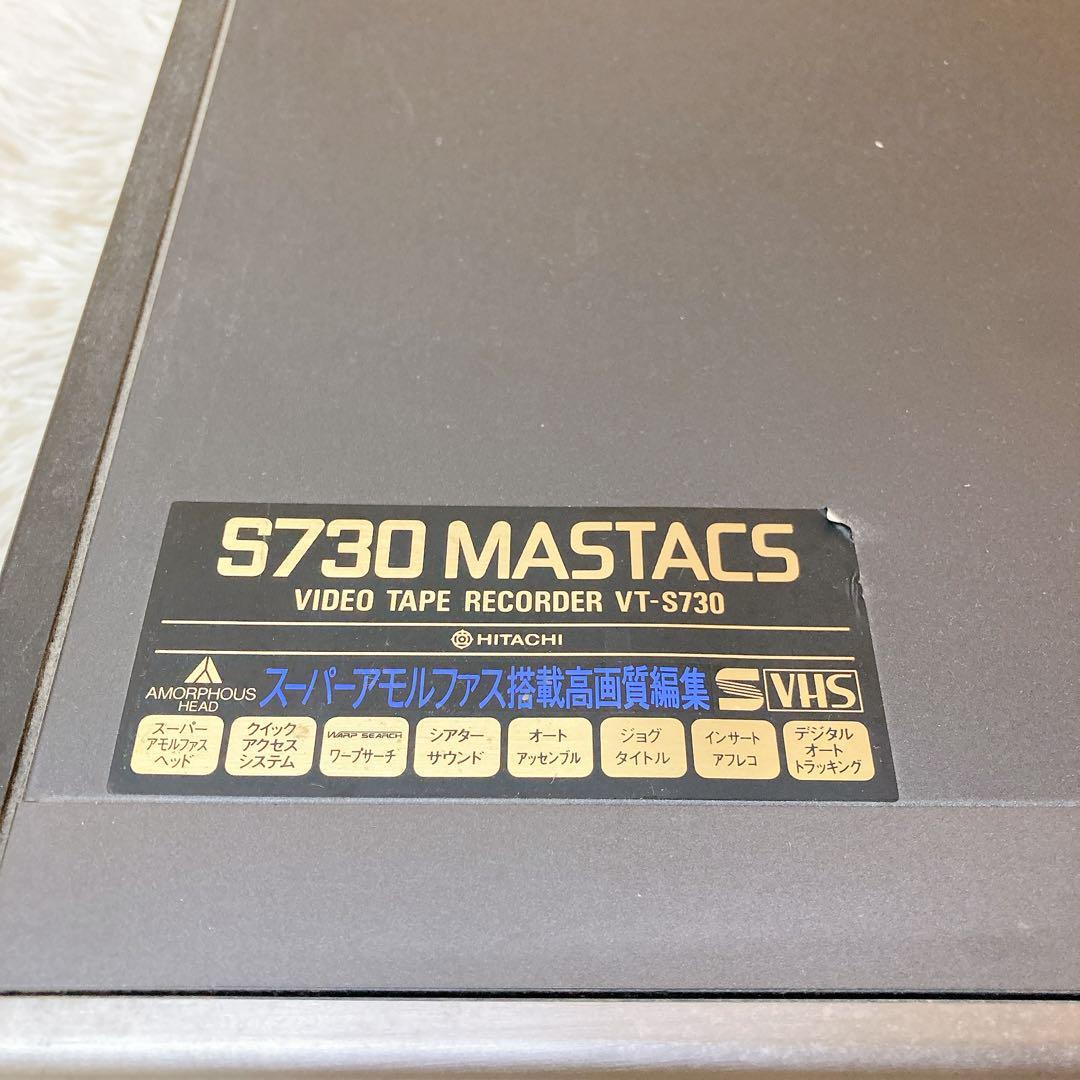 S730 MASTACS
VIDEO TAPE RECORDER VT-S730
HITACHI
AMORPHOUS
HEAD
スーパーアモルファス搭載高画質編集
S VHS
スーパー
アモルファス
ヘッド
クイック
アクセス
システム
WARP SEARCH
ワープサーチ
シアター
サウンド
オート
アッセンブル
ジョグ
タイトル
インサート
アフレコ
デジタル
オート
トラッキング